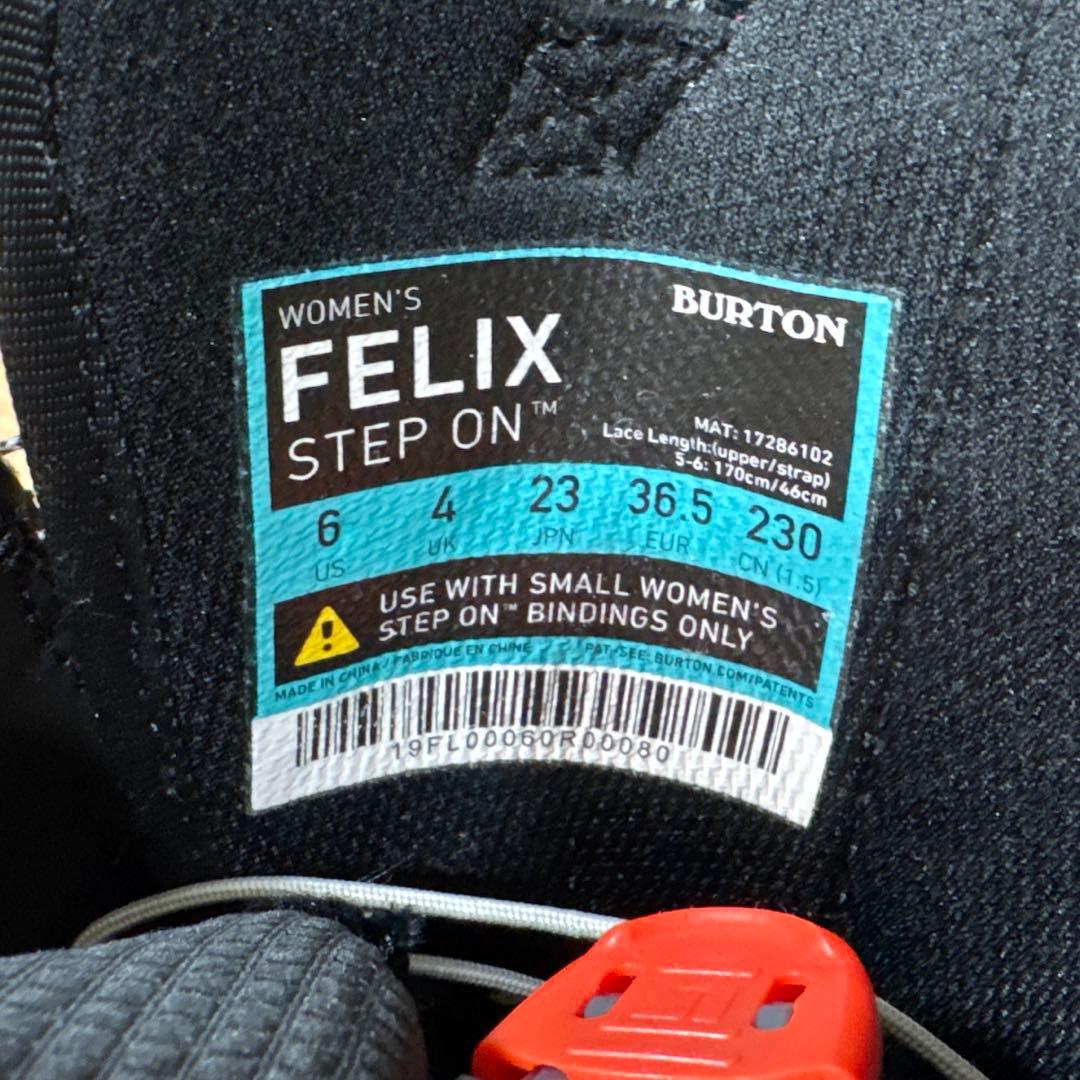 WOMEN'S
BURTON
FELIX
STEP ON™
MAT: 17286102
Lace Length:(upper/strap)
5-6: 170cm/46cm
6 4 23 36.5 230
US UK JPN EUR CN (1.5)
USE WITH SMALL WOMEN'S
STEP ON™ BINDINGS ONLY
MADE IN CHINA / FABRIQUE EN CHINE PAT-SEE: BURTON.COM/PATENTS
19FL00060R00080